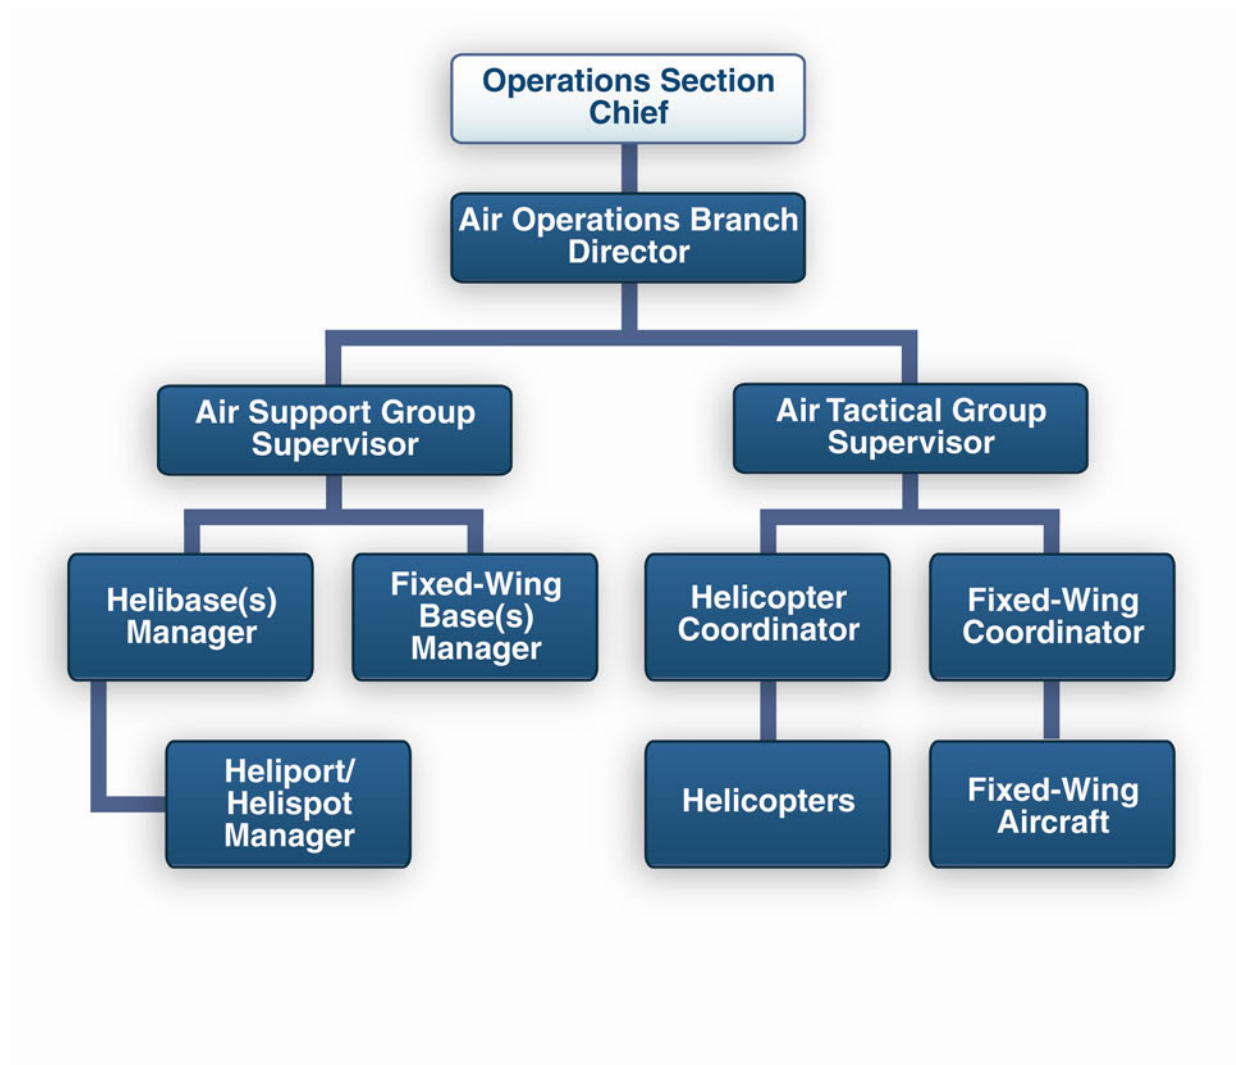 Operations Section
Chief
Air Operations Branch
Director
Air Support Group
Supervisor
Air Tactical Group
Supervisor
Helibase(s)
Manager
Fixed-Wing
Base(s)
Manager
Helicopter
Coordinator
Fixed-Wing
Coordinator
Heliport/
Helispot
Manager
Helicopters
Fixed-Wing
Aircraft